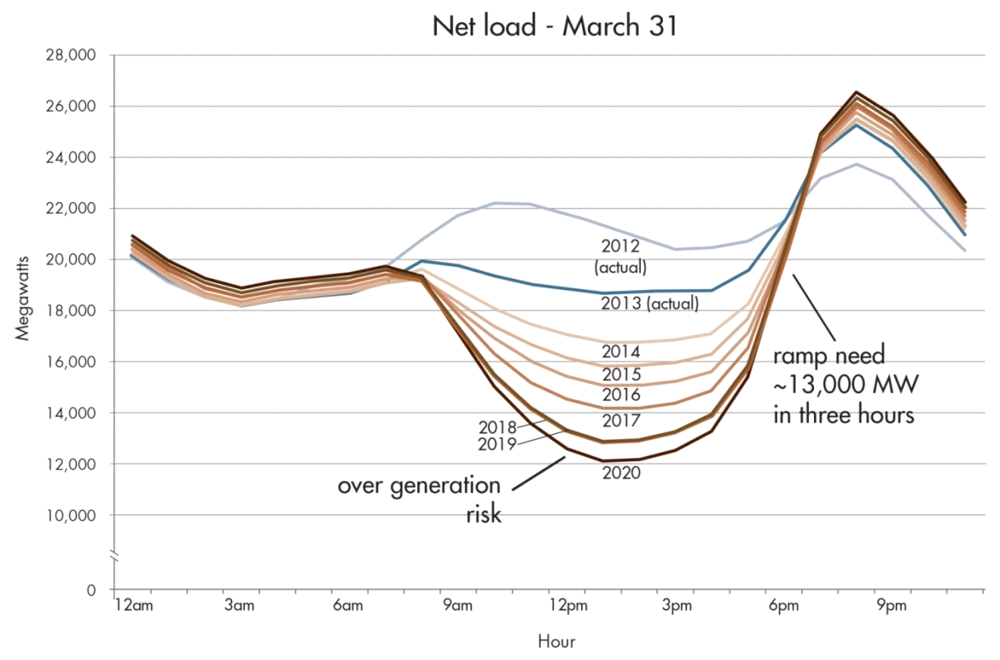 Net load - March 31
28,000
26,000
24,000
22,000
20,000
18,000
16,000
14,000
12,000
10,000
0
Megawatts
2012
(actual)
2013 (actual)
2014
2015
2016
2017
2018
2019
2020
ramp need
~13,000 MW
in three hours
over generation
risk
12am 3am 6am 9am 12pm 3pm 6pm 9pm
Hour